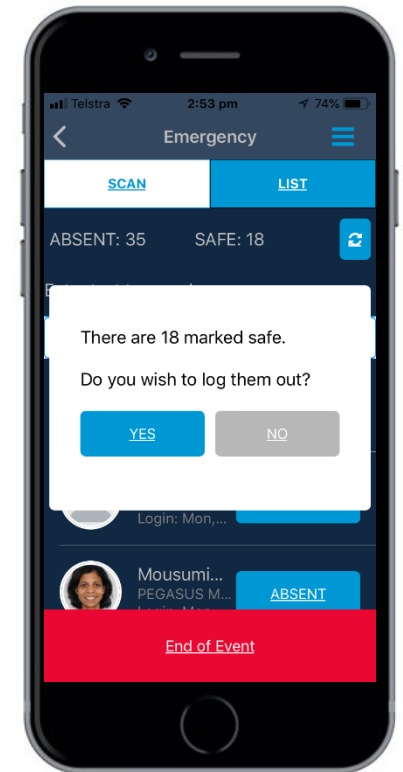 Telstra 2:53 pm 74%
Emergency
SCAN LIST
ABSENT: 35 SAFE: 18
There are 18 marked safe.
Do you wish to log them out?
YES NO
Login: Mon,...
Mousumi...
PEGASUS M...
ABSENT
End of Event